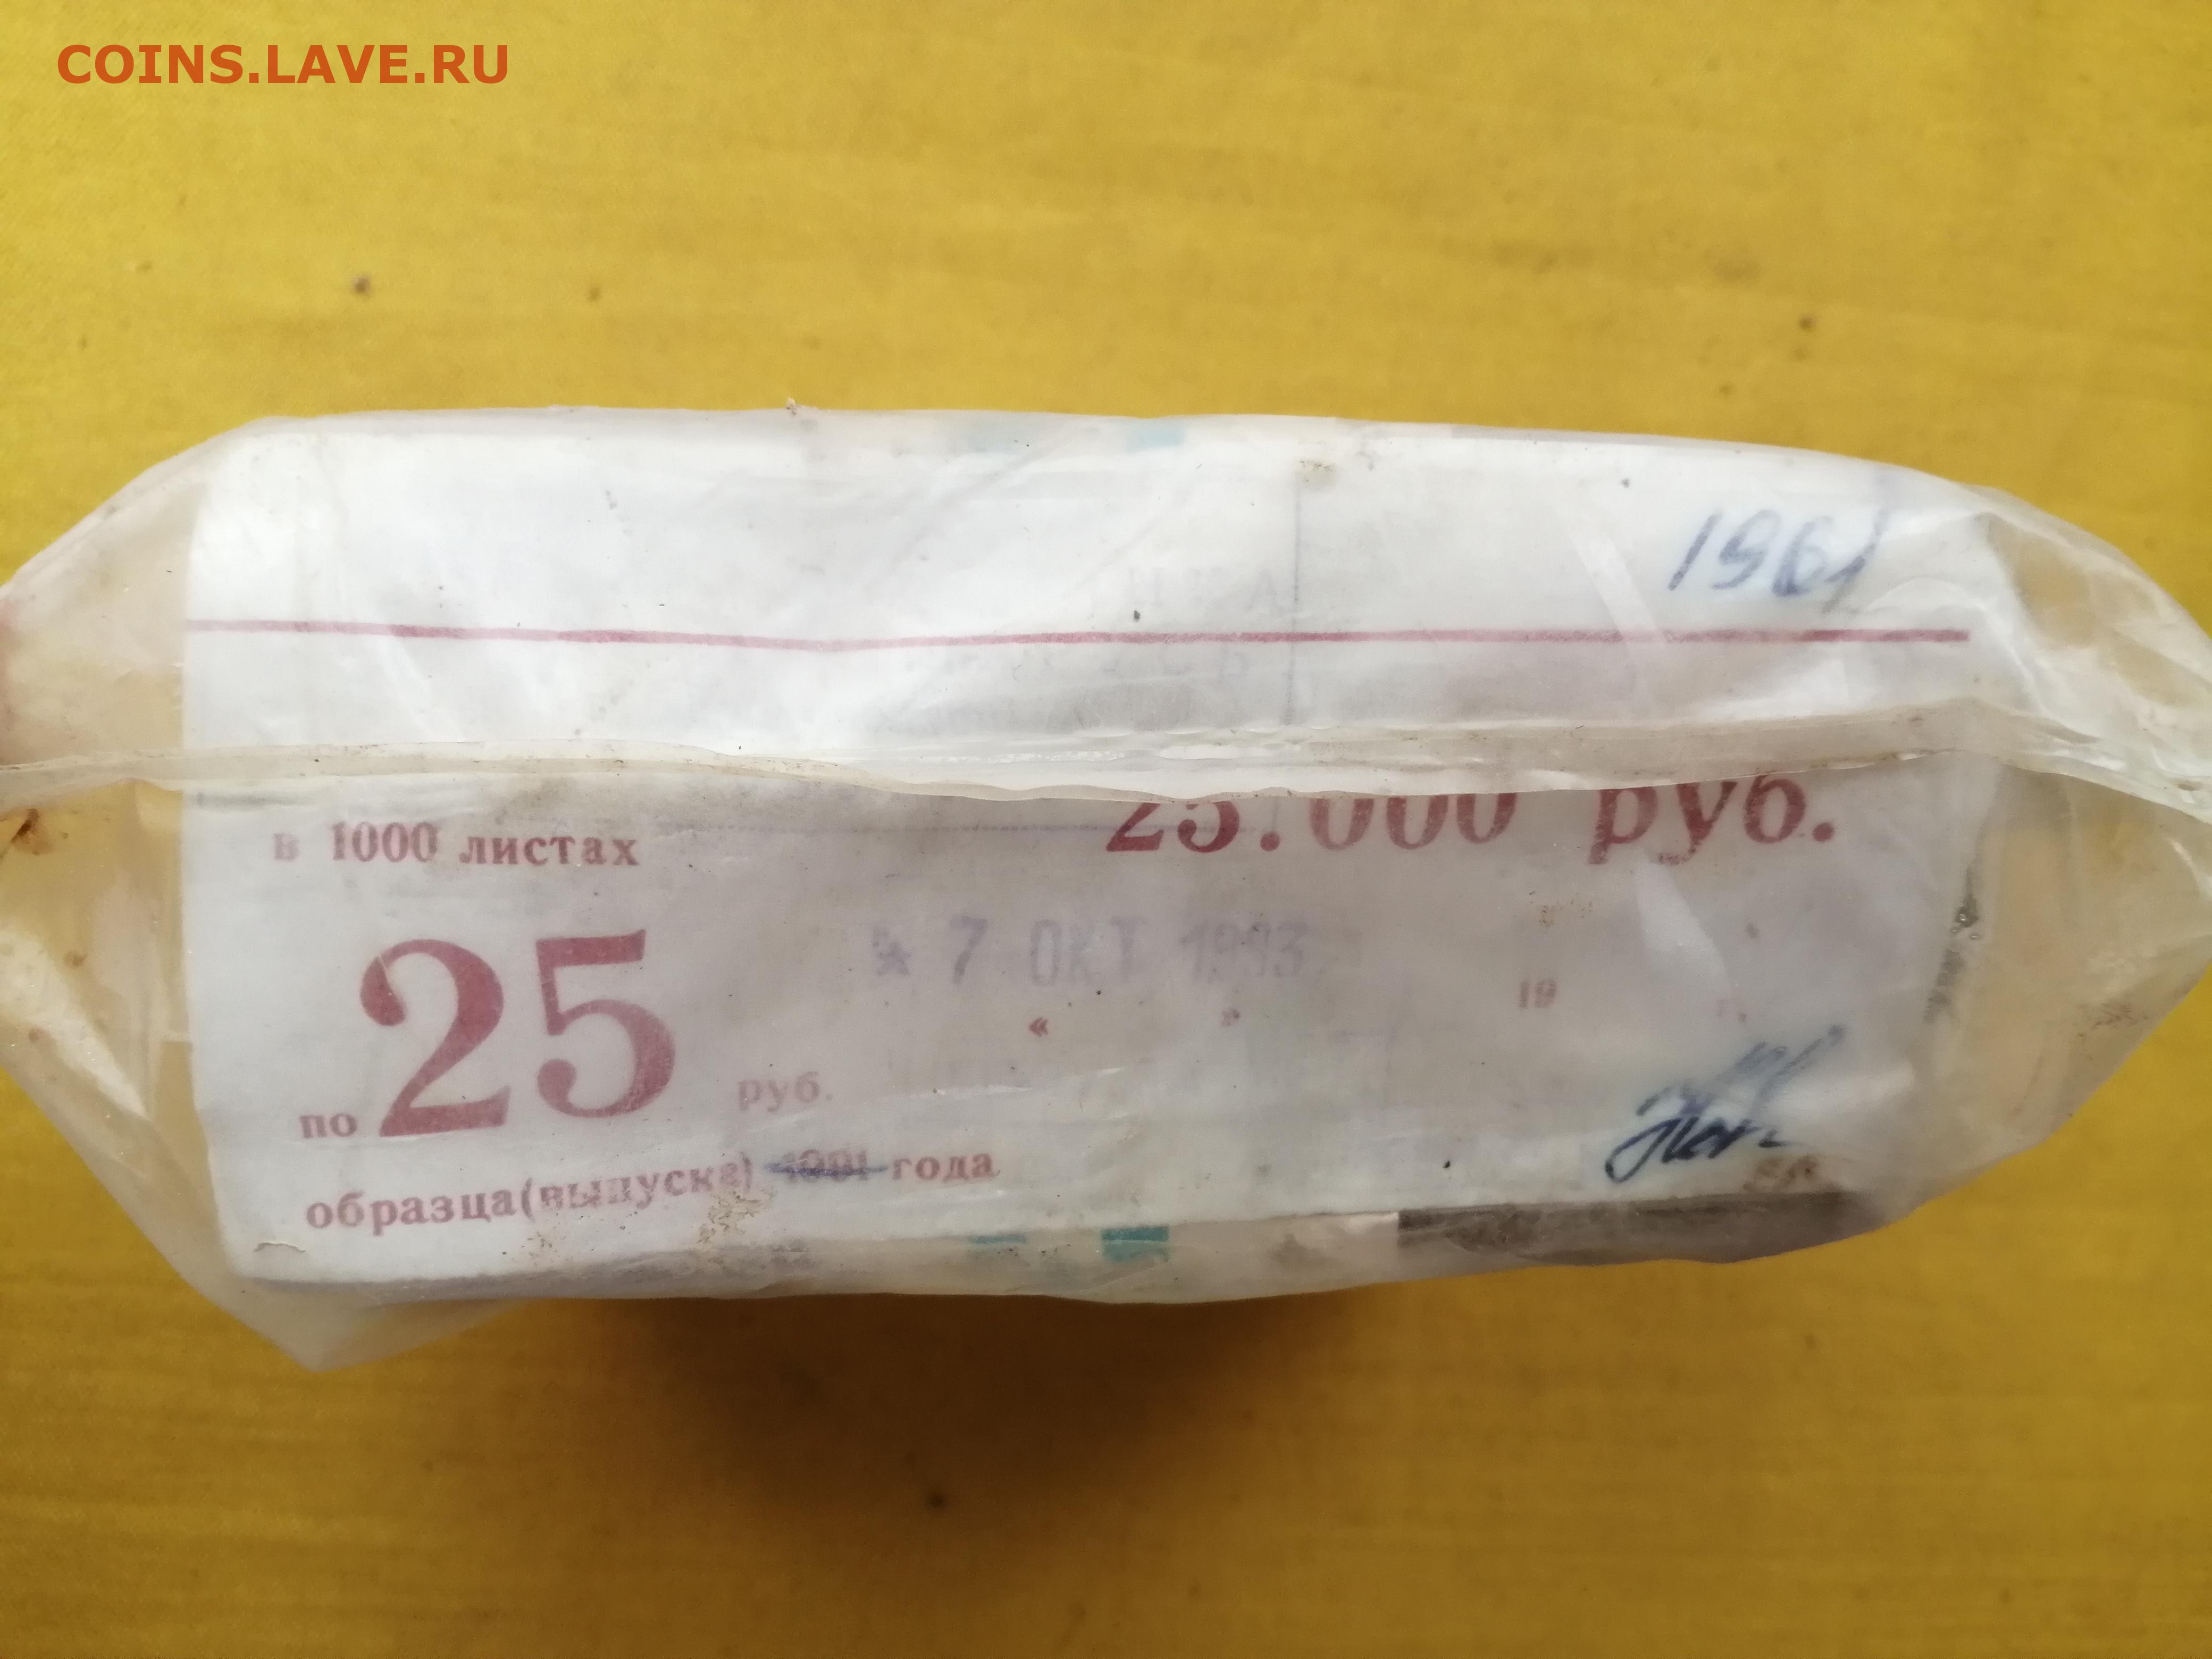 COINS.LAVE.RU
1961
25.000 руб.
в 1000 листах
7 ОКТ 1993
« » 19 г.
по 25 руб.
образца(выпуска) 1991 года